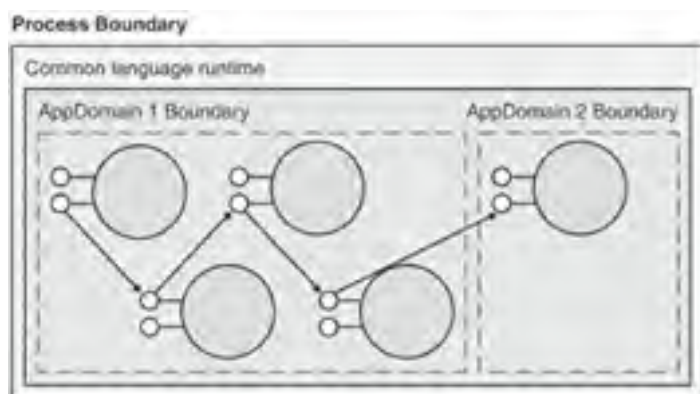 Process Boundary
Common language runtime
AppDomain 1 Boundary
AppDomain 2 Boundary